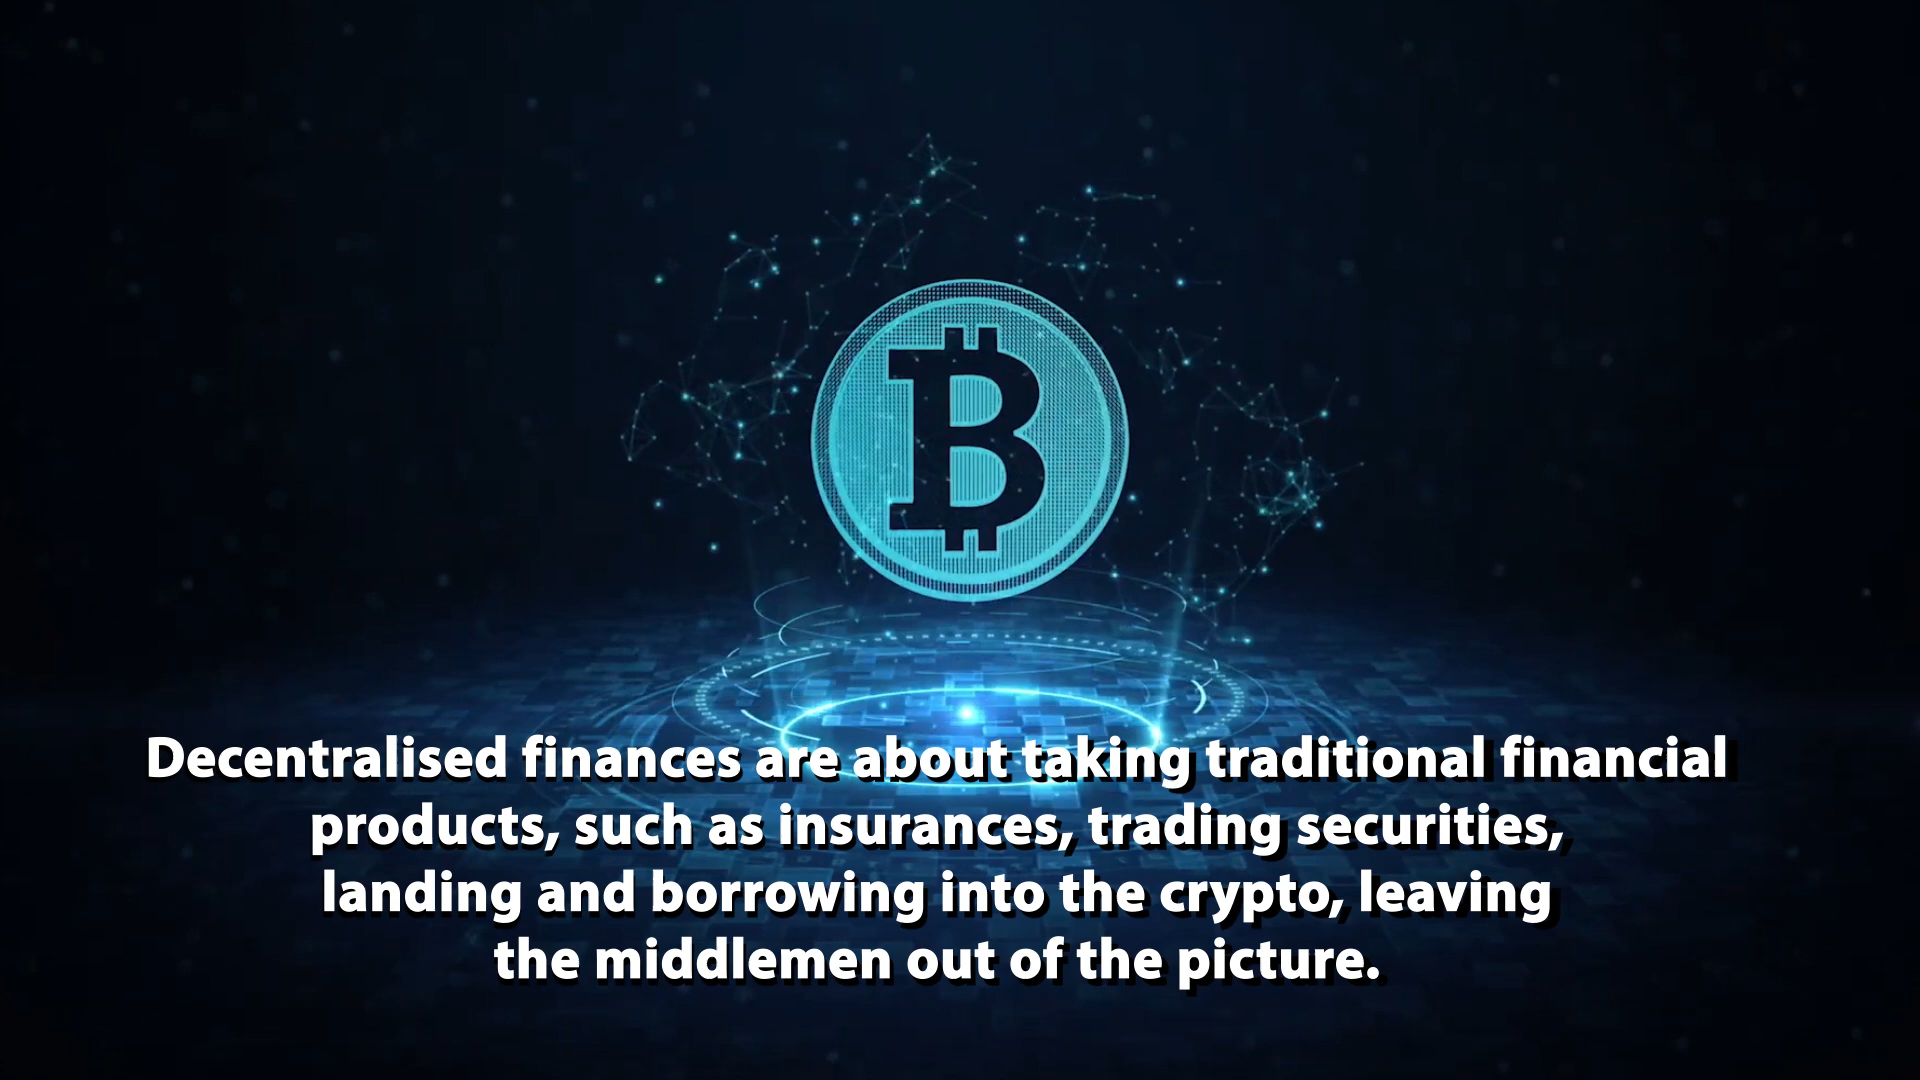 Decentralised finances are about taking traditional financial
products, such as insurances, trading securities,
landing and borrowing into the crypto, leaving
the middlemen out of the picture.